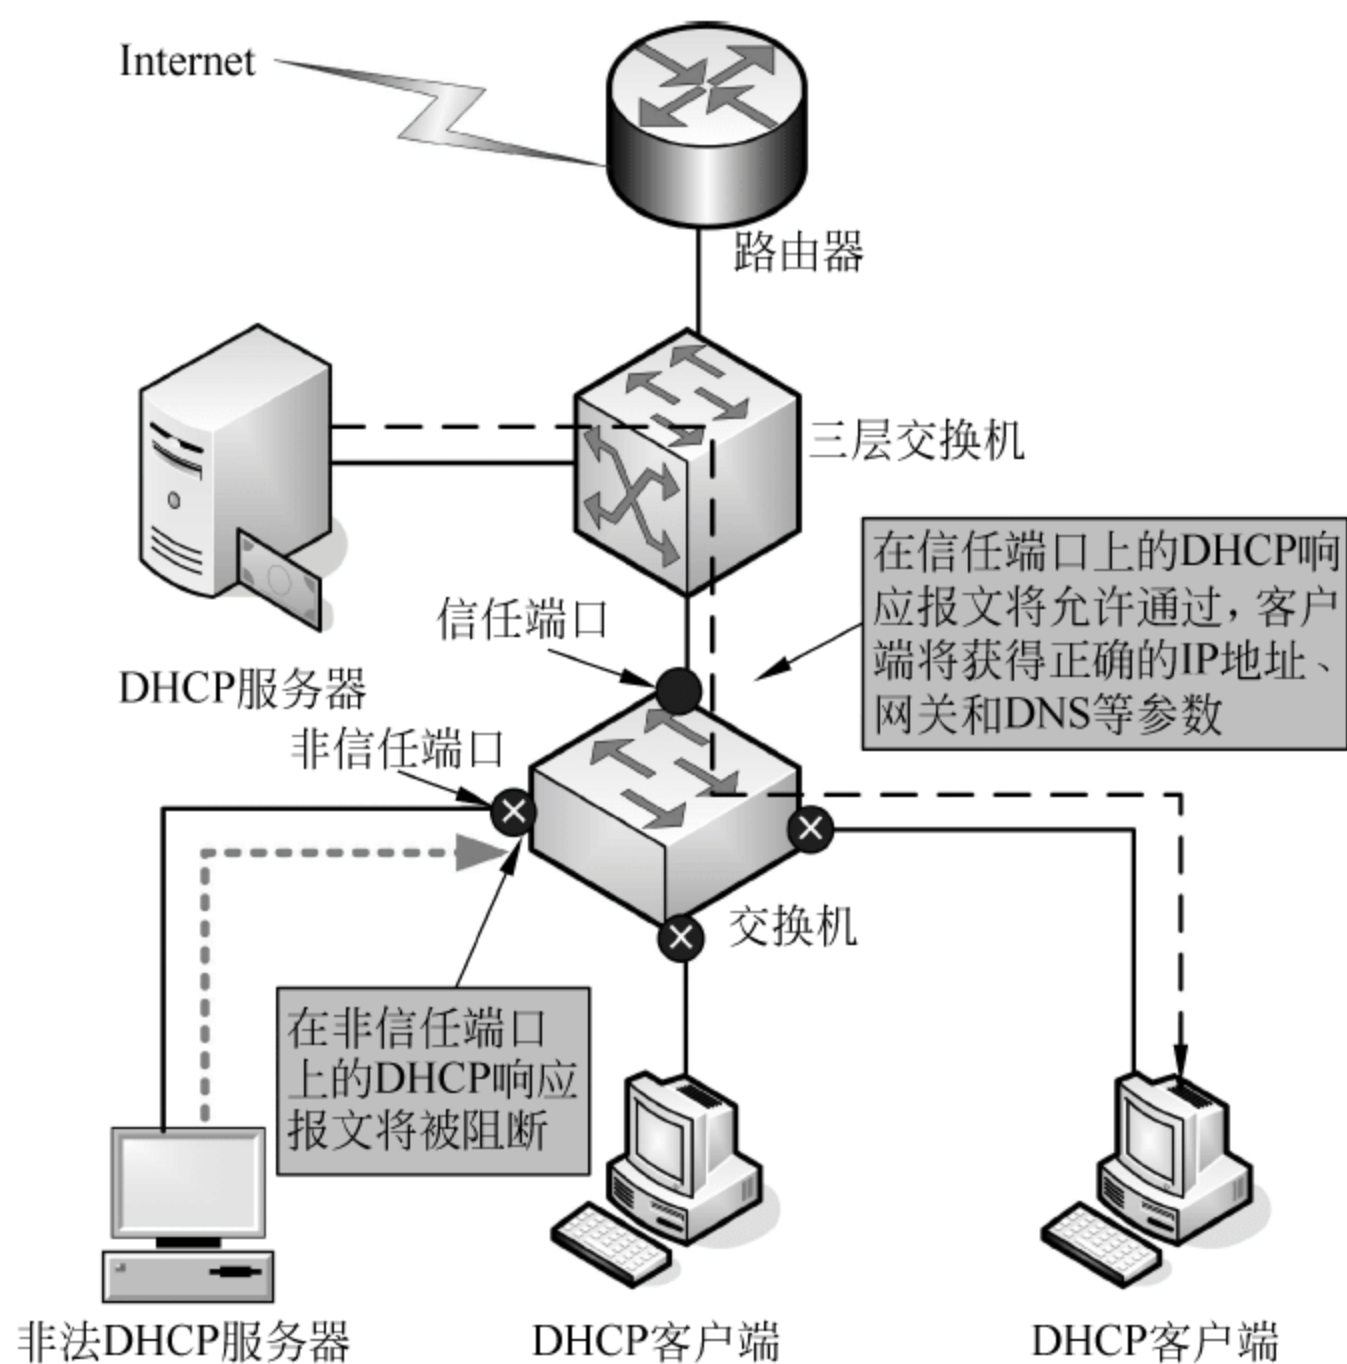 Internet
路由器
三层交换机
在信任端口上的DHCP响
应报文将允许通过，客户
端将获得正确的IP地址、
网关和DNS等参数
信任端口
DHCP服务器
非信任端口
交换机
在非信任端口
上的DHCP响应
报文将被阻断
非法DHCP服务器
DHCP客户端
DHCP客户端